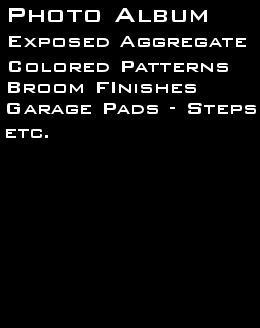 Photo Album
Exposed Aggregate
Colored Patterns
Broom FInishes
Garage Pads - Steps
etc.